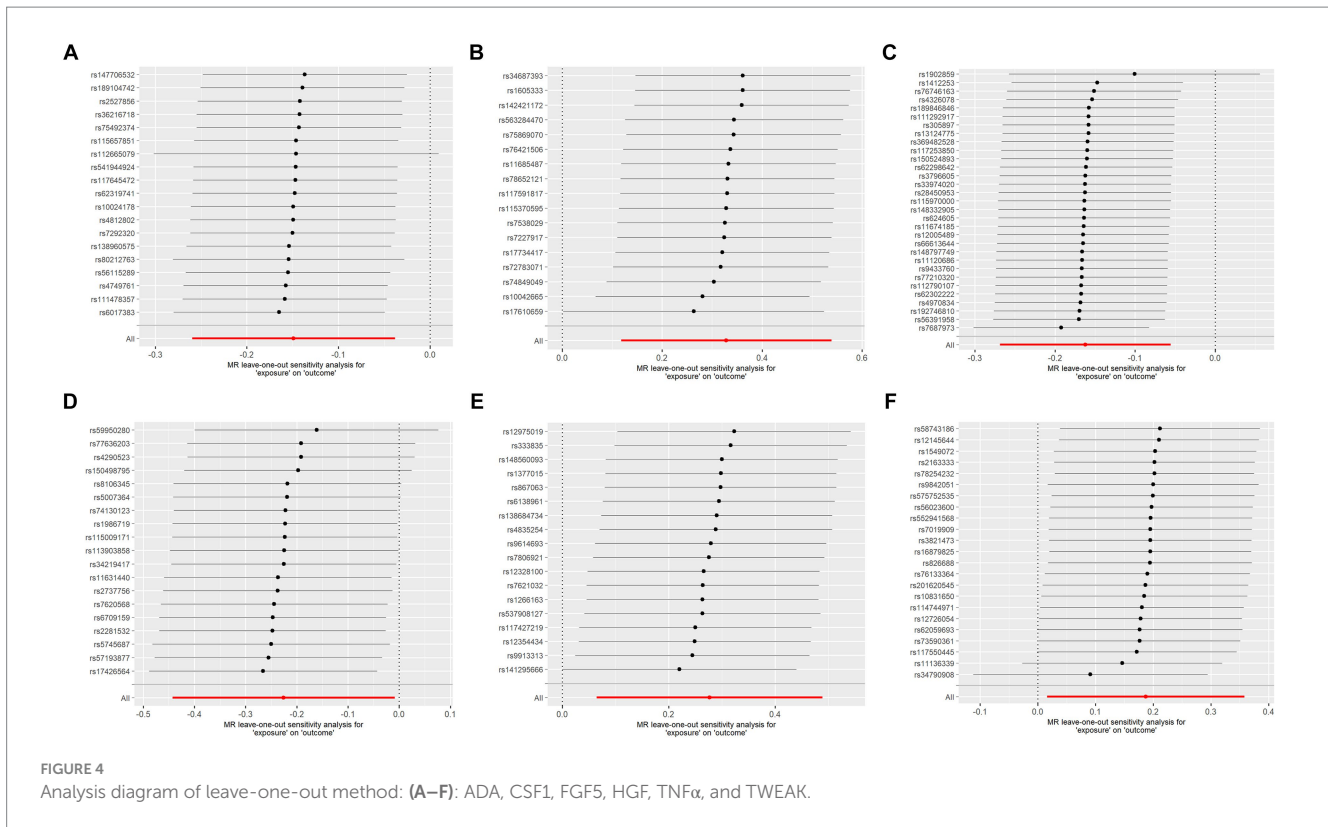 A
rs147706532
rs189104742
rs2527856
rs36216718
rs75492374
rs115657851
rs112665079
rs541944924
rs117645472
rs62319741
rs10024178
rs4812802
rs7292320
rs138960575
rs80212763
rs56115289
rs4749761
rs111478357
rs6017383
All
-0.3 -0.2 -0.1 0.0
MR leave-one-out sensitivity analysis for
'exposure' on 'outcome'
B
rs34687393
rs1605333
rs142421172
rs563284470
rs75869070
rs76421506
rs11685487
rs78652121
rs117591817
rs115370595
rs7538029
rs7227917
rs17734417
rs72783071
rs74849049
rs10042665
rs17610659
All
0.0 0.2 0.4 0.6
MR leave-one-out sensitivity analysis for
'exposure' on 'outcome'
C
rs1902859
rs1412253
rs76746163
rs4326078
rs189846846
rs111292917
rs305897
rs13124775
rs369482528
rs117253850
rs150524893
rs62298642
rs3796605
rs33974020
rs28450953
rs115970000
rs148332905
rs624605
rs11674185
rs12005489
rs66613644
rs148797749
rs11120686
rs9433760
rs77210320
rs112790107
rs62302222
rs4970834
rs192746810
rs56391958
rs7687973
All
-0.3 -0.2 -0.1 0.0
MR leave-one-out sensitivity analysis for
'exposure' on 'outcome'
D
rs59950280
rs77636203
rs4290523
rs150498795
rs8106345
rs5007364
rs74130123
rs1986719
rs115009171
rs113903858
rs34219417
rs11631440
rs2737756
rs7620568
rs6709159
rs2281532
rs5745687
rs57193877
rs17426564
All
-0.5 -0.4 -0.3 -0.2 -0.1 0.0 0.1
MR leave-one-out sensitivity analysis for
'exposure' on 'outcome'
E
rs12975019
rs333835
rs148560093
rs1377015
rs867063
rs6138961
rs138684734
rs4835254
rs9614693
rs7806921
rs12328100
rs7621032
rs1266163
rs537908127
rs117427219
rs12354434
rs9913313
rs141295666
All
0.0 0.2 0.4
MR leave-one-out sensitivity analysis for
'exposure' on 'outcome'
F
rs58743186
rs12145644
rs1549072
rs2163333
rs78254232
rs9842051
rs575752535
rs56023600
rs552941568
rs7019909
rs3821473
rs16879825
rs826688
rs76133364
rs201620545
rs10831650
rs114744971
rs12726054
rs62059693
rs73590361
rs117550445
rs11136339
rs34790908
All
-0.1 0.0 0.1 0.2 0.3 0.4
MR leave-one-out sensitivity analysis for
'exposure' on 'outcome'
FIGURE 4
Analysis diagram of leave-one-out method: (A–F): ADA, CSF1, FGF5, HGF, TNFα, and TWEAK.